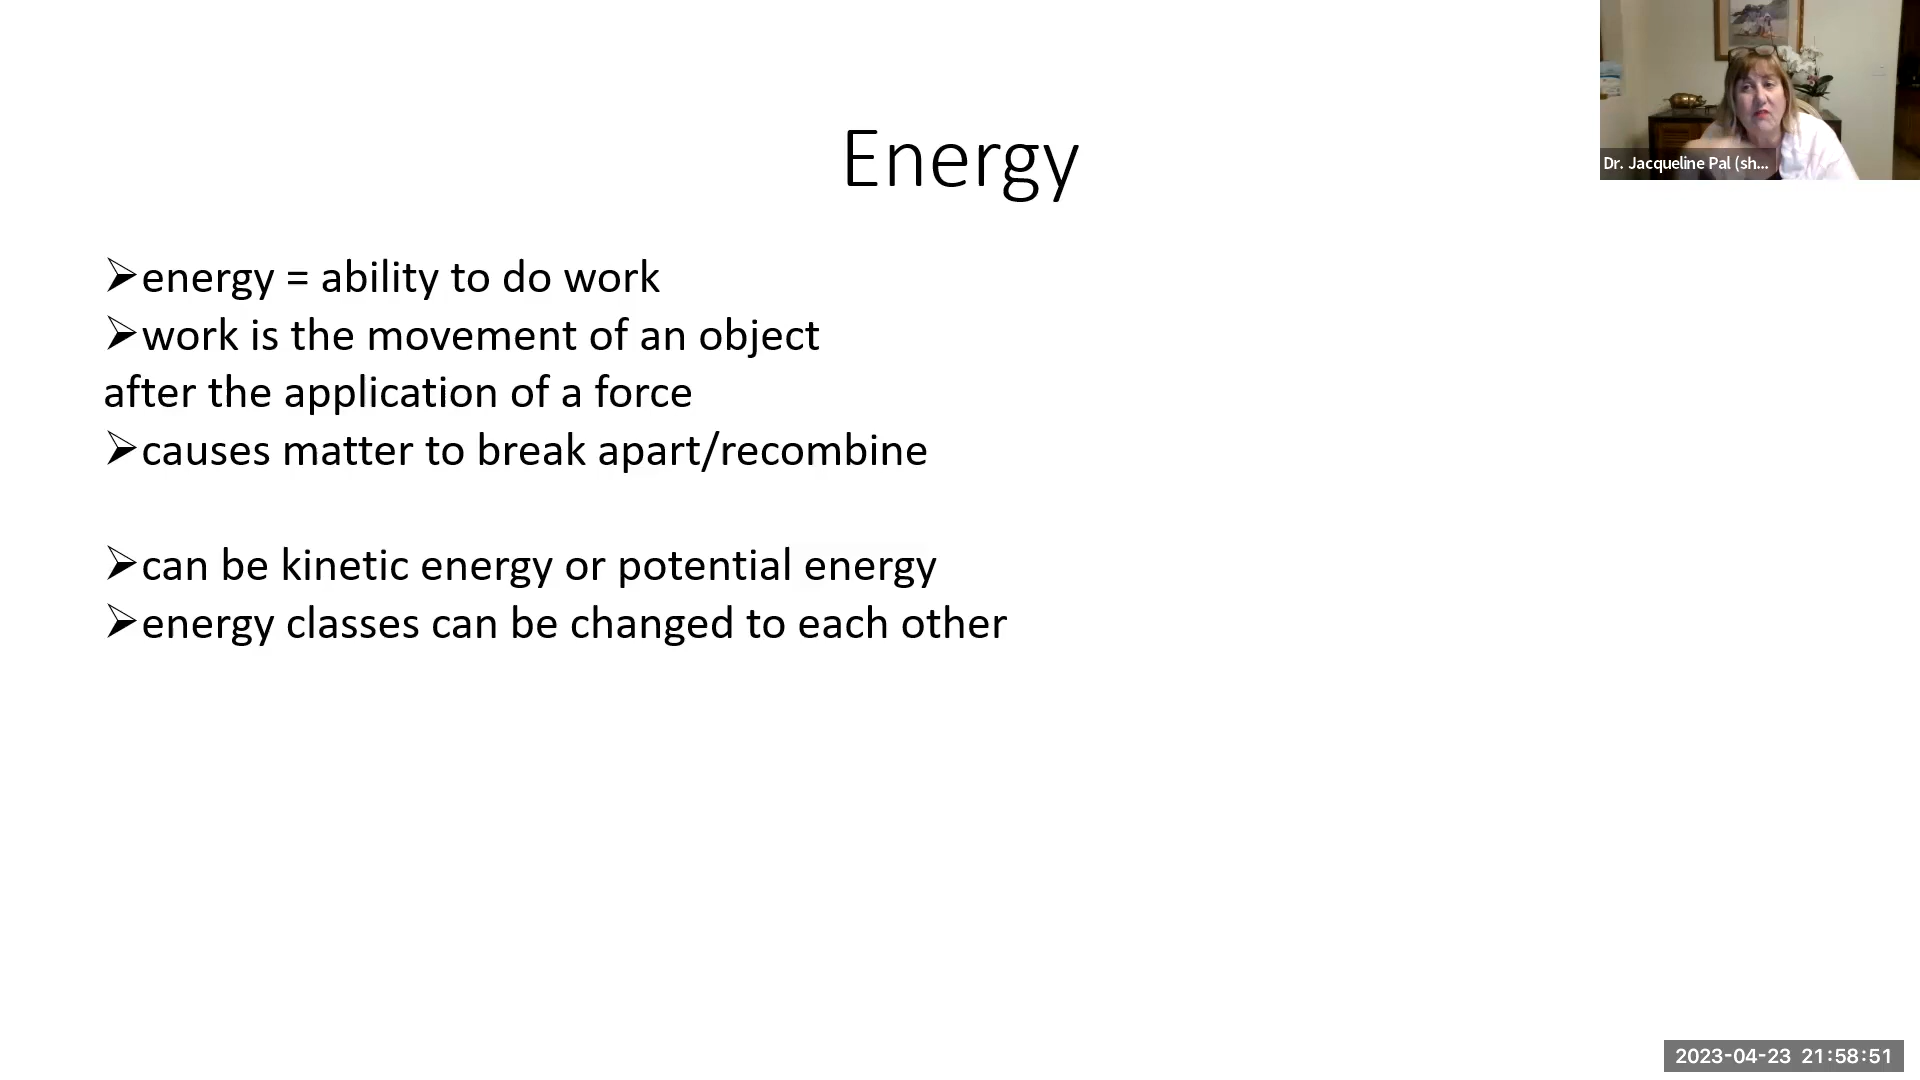 Energy
➢energy = ability to do work
➢work is the movement of an object
after the application of a force
➢causes matter to break apart/recombine
➢can be kinetic energy or potential energy
➢energy classes can be changed to each other
Dr. Jacqueline Pal (sh...
2023-04-23 21:58:51